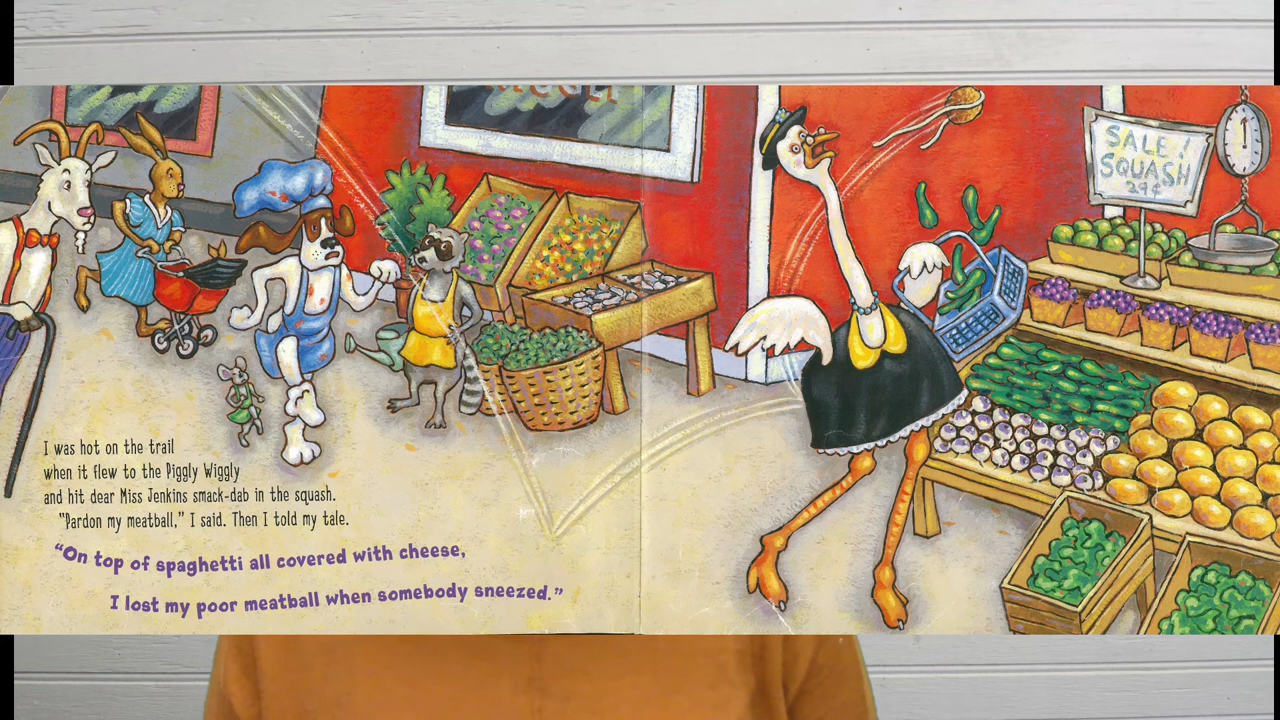 I was hot on the trail
when it flew to the Piggly Wiggly
and hit dear Miss Jenkins smack-dab in the squash.
"Pardon my meatball," I said. Then I told my tale.
"On top of spaghetti all covered with cheese,
I lost my poor meatball when somebody sneezed."
SALE!
SQUASH
29¢
1